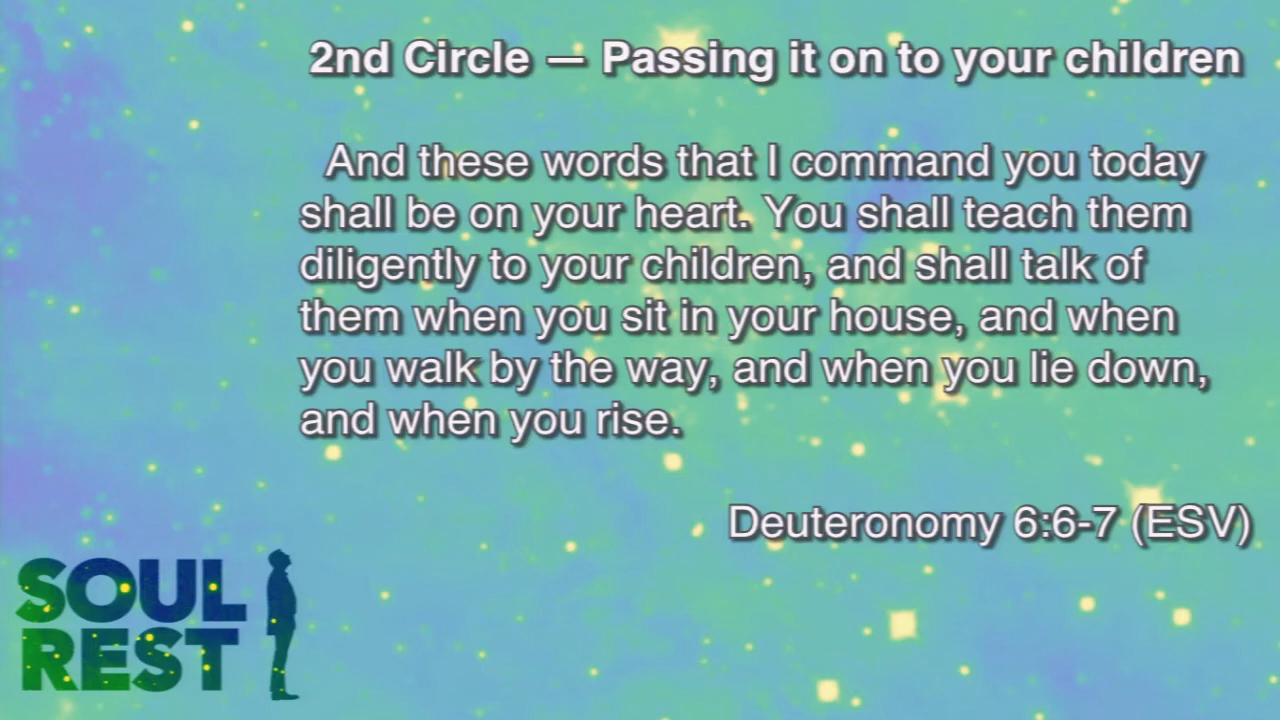 2nd Circle — Passing it on to your children
And these words that I command you today
shall be on your heart. You shall teach them
diligently to your children, and shall talk of
them when you sit in your house, and when
you walk by the way, and when you lie down,
and when you rise.
Deuteronomy 6:6-7 (ESV)
SOUL
REST